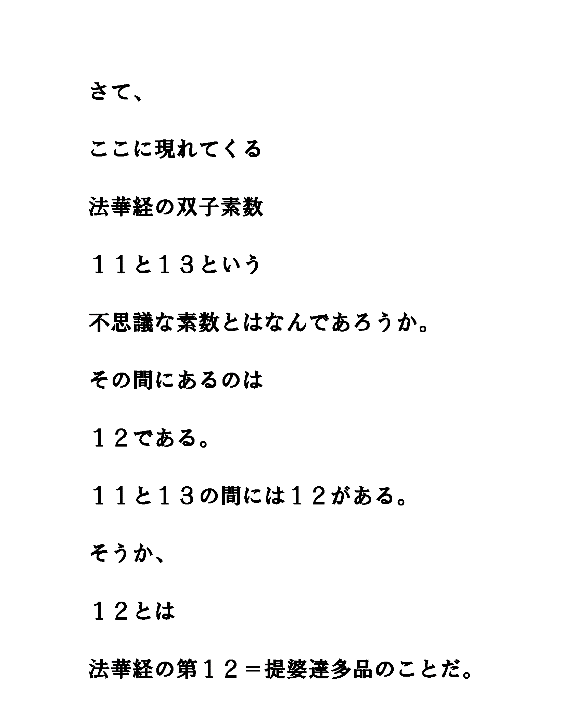 さて、
ここに現れてくる
法華経の双子素数
１１と１３という
不思議な素数とはなんであろうか。
その間にあるのは
１２である。
１１と１３の間には１２がある。
そうか、
１２とは
法華経の第１２＝提婆達多品のことだ。